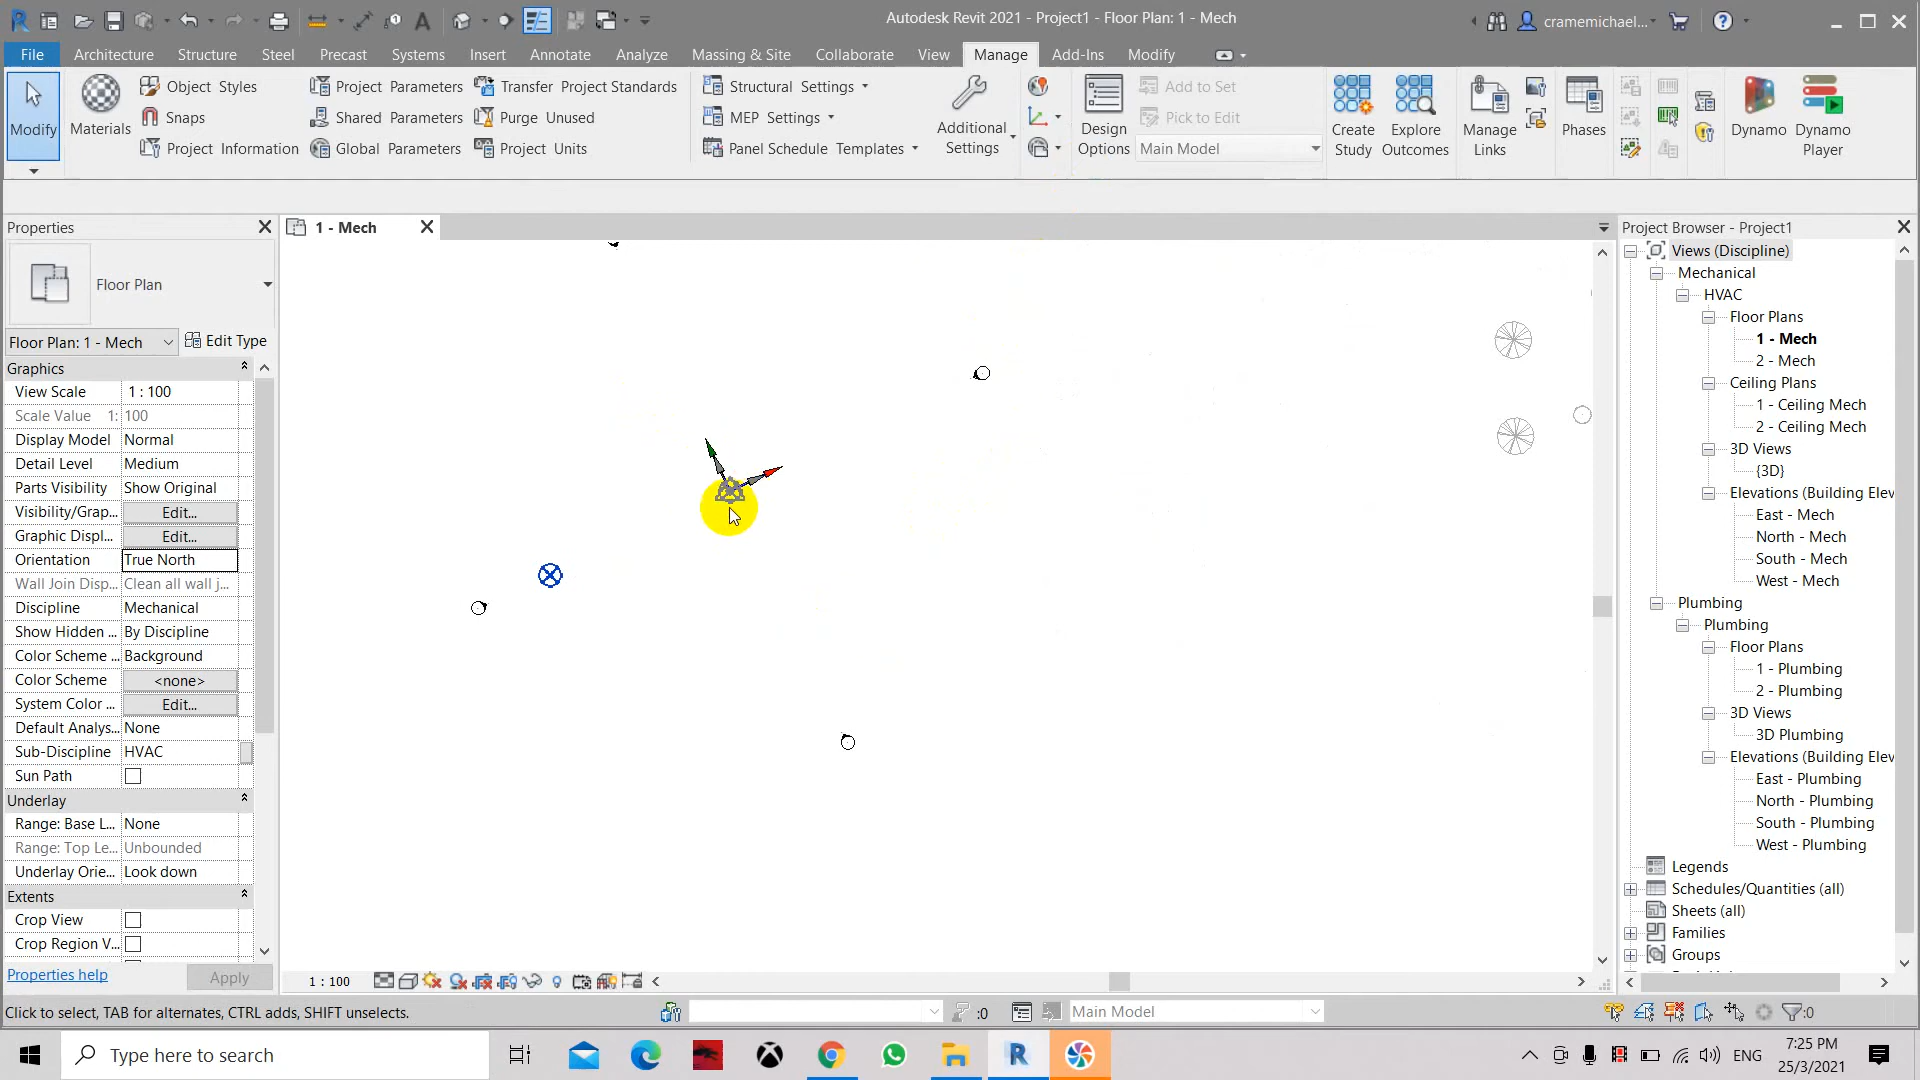 Autodesk Revit 2021 - Project1 - Floor Plan: 1 - Mech
cramemichael...
File Architecture Structure Steel Precast Systems Insert Annotate Analyze Massing & Site Collaborate View Manage Add-Ins Modify
Modify
Materials
Object Styles
Snaps
Project Information
Project Parameters
Shared Parameters
Global Parameters
Transfer Project Standards
Purge Unused
Project Units
Structural Settings
MEP Settings
Panel Schedule Templates
Additional
Settings
Design
Options
Add to Set
Pick to Edit
Main Model
Create
Study
Explore
Outcomes
Manage
Links
Phases
Dynamo
Dynamo
Player
Properties
Floor Plan
Floor Plan: 1 - Mech
Edit Type
Graphics
View Scale 1 : 100
Scale Value 1: 100
Display Model Normal
Detail Level Medium
Parts Visibility Show Original
Visibility/Grap... Edit...
Graphic Displ... Edit...
Orientation True North
Wall Join Disp... Clean all wall j...
Discipline Mechanical
Show Hidden ... By Discipline
Color Scheme ... Background
Color Scheme <none>
System Color ... Edit...
Default Analys... None
Sub-Discipline HVAC
Sun Path
Underlay
Range: Base L... None
Range: Top Le... Unbounded
Underlay Orie... Look down
Extents
Crop View
Crop Region V...
Properties help
Apply
1 - Mech
1 : 100
Project Browser - Project1
Views (Discipline)
Mechanical
HVAC
Floor Plans
1 - Mech
2 - Mech
Ceiling Plans
1 - Ceiling Mech
2 - Ceiling Mech
3D Views
{3D}
Elevations (Building Elev
East - Mech
North - Mech
South - Mech
West - Mech
Plumbing
Plumbing
Floor Plans
1 - Plumbing
2 - Plumbing
3D Views
3D Plumbing
Elevations (Building Elev
East - Plumbing
North - Plumbing
South - Plumbing
West - Plumbing
Legends
Schedules/Quantities (all)
Sheets (all)
Families
Groups
Click to select, TAB for alternates, CTRL adds, SHIFT unselects.
:0
Main Model
:0
Type here to search
ENG
7:25 PM
25/3/2021